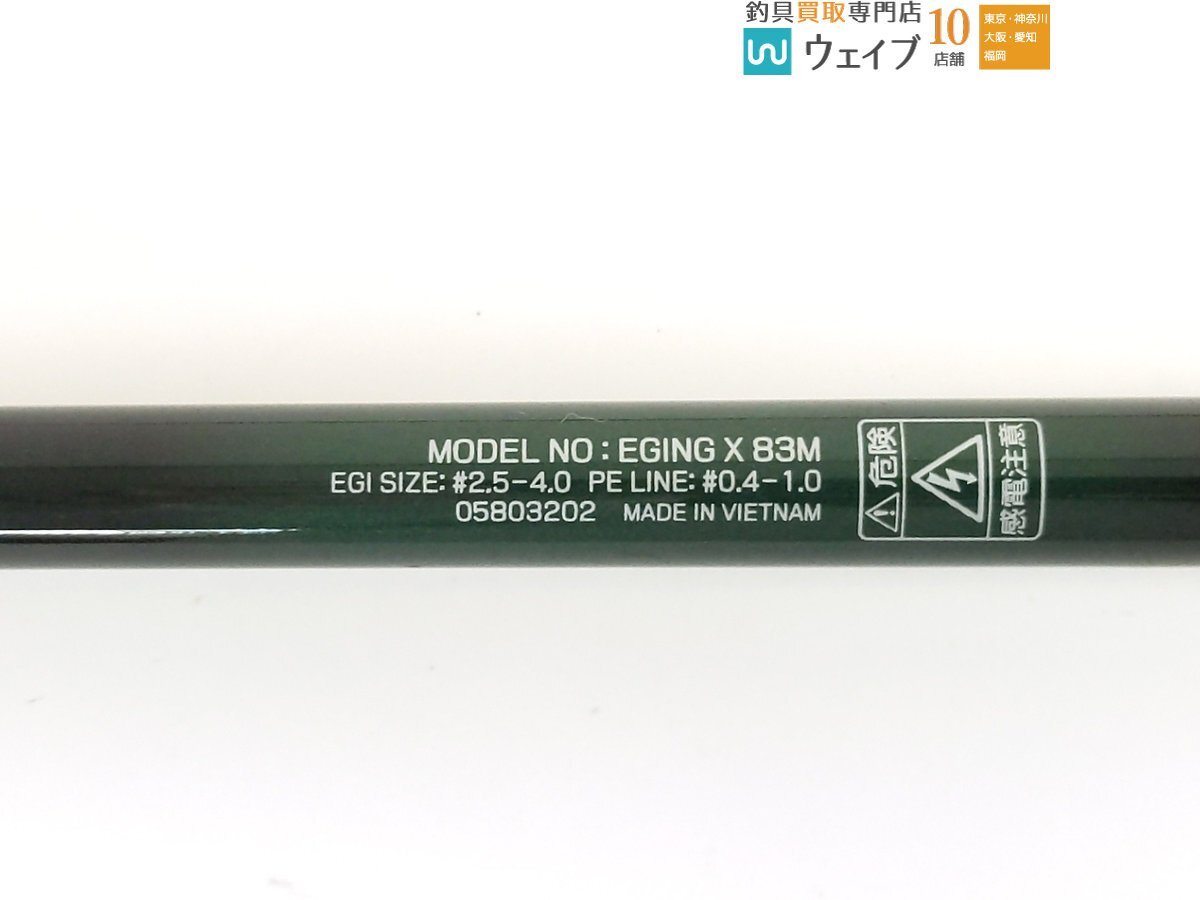 釣具買取専門店
ウェイブ
10
店舗
東京・神奈川
大阪・愛知
福岡
MODEL NO : EGING X 83M
EGI SIZE: #2.5-4.0 PE LINE: #0.4-1.0
05803202 MADE IN VIETNAM
危険
感電注意